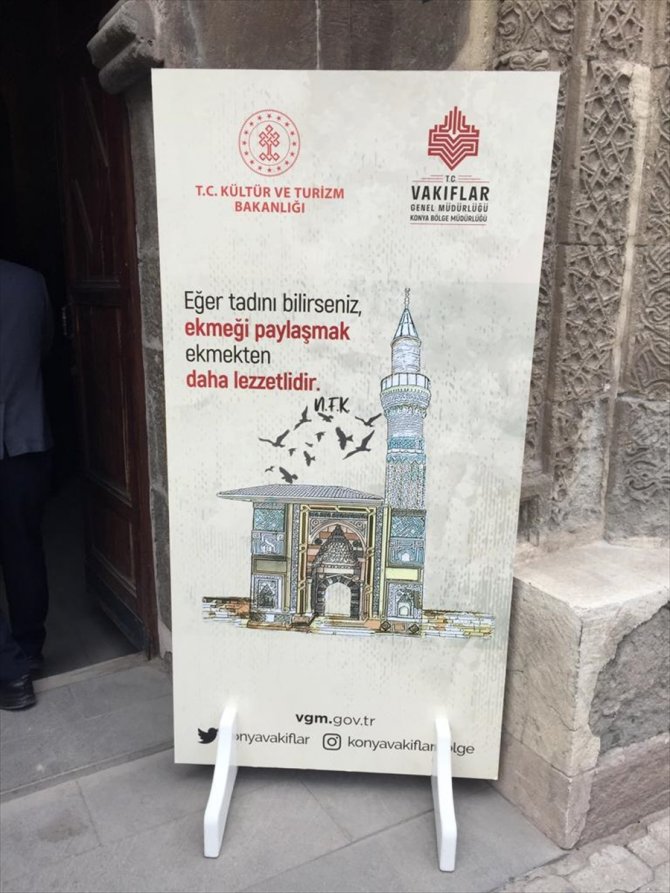 T.C. KÜLTÜR VE TURİZM
BAKANLIĞI
T.C.
VAKIFLAR
GENEL MÜDÜRLÜĞÜ
KONYA BÖLGE MÜDÜRLÜĞÜ
Eğer tadını bilirseniz,
ekmeği paylaşmak
ekmekten
daha lezzetlidir.
N.F.K.
vgm.gov.tr
konyavakiflar konyavakiflarbolge